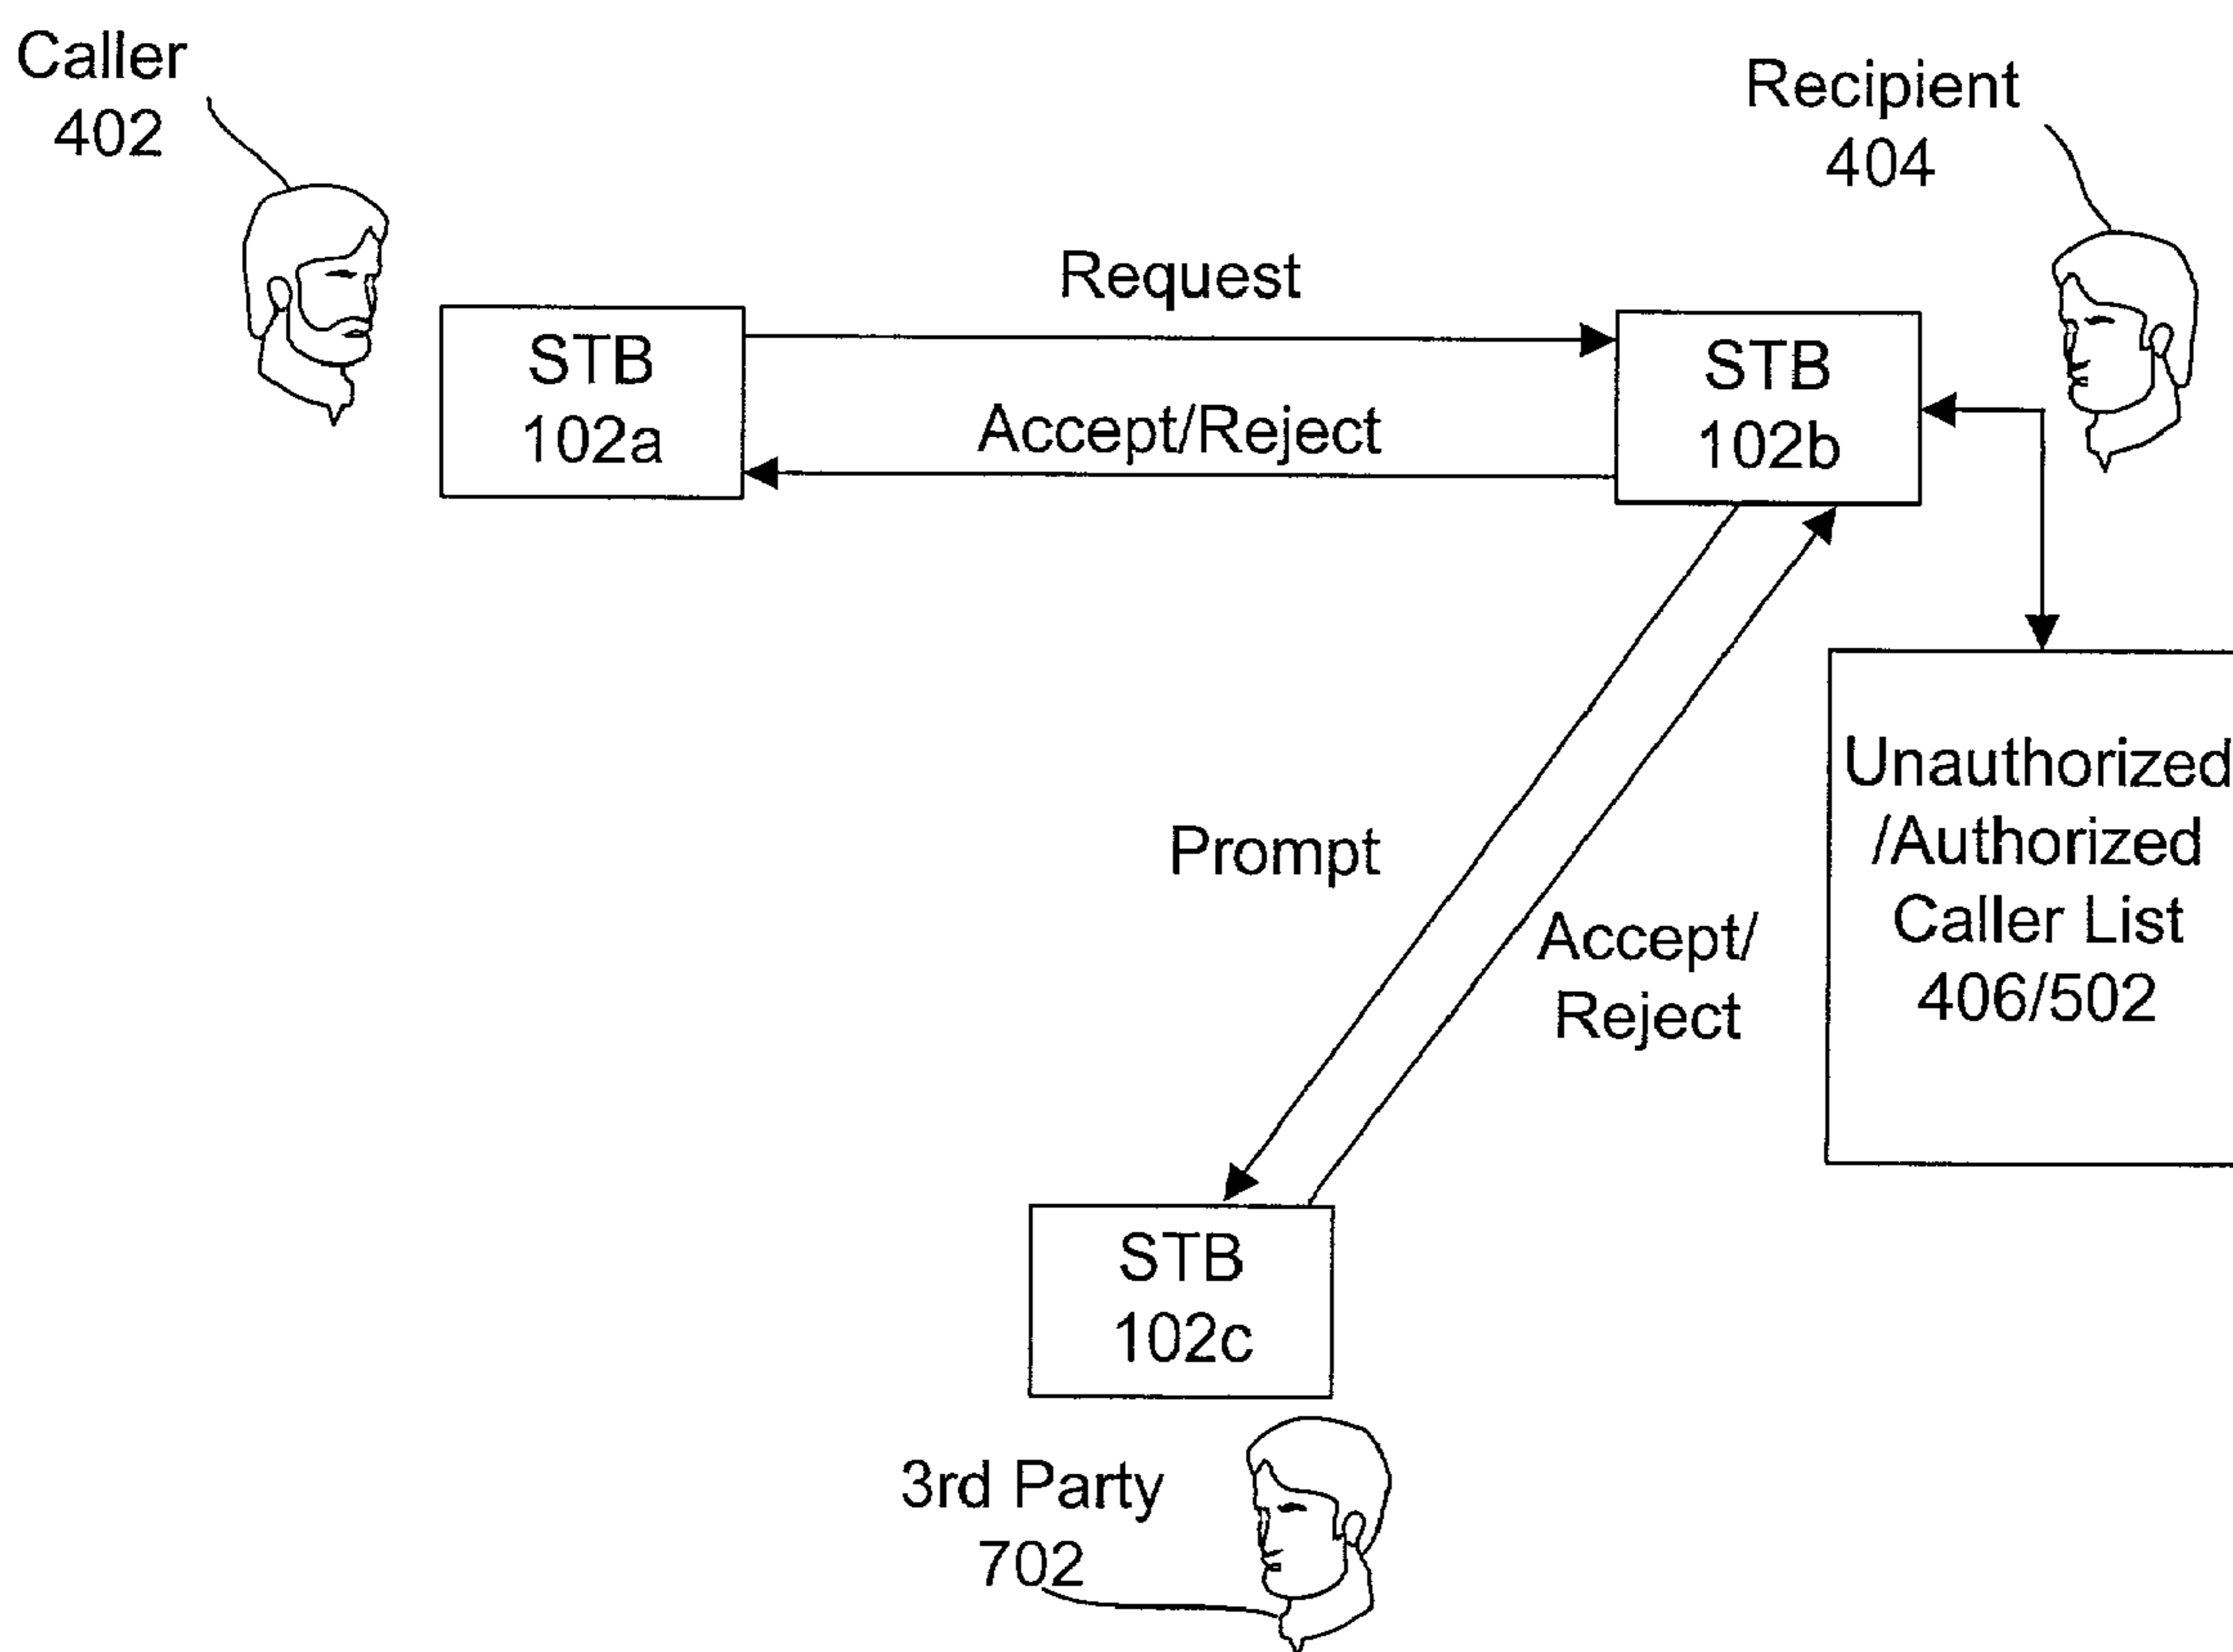 Caller
402
Recipient
404
Request
STB
102a
Accept/Reject
STB
102b
Unauthorized
/Authorized
Caller List
406/502
Prompt
Accept/
Reject
STB
102c
3rd Party
702